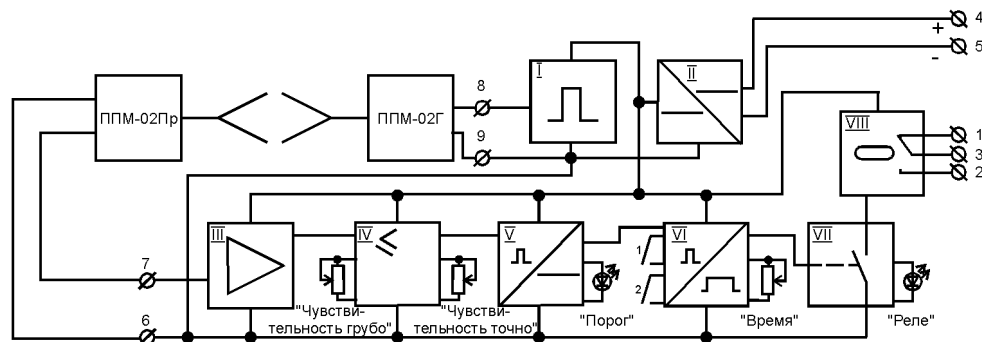 4
+
5
-
8
I
II
ППМ-02Пр
ППМ-02Г
9
VIII
1
3
2
III
IV
V
VI
VII
1
2
7
"Чувстви-
тельность грубо"
"Чувстви-
тельность точно"
"Порог"
"Время"
"Реле"
6